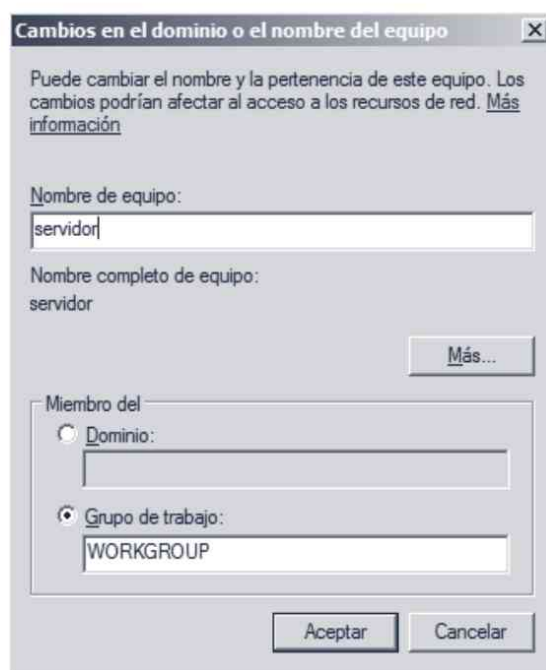 Cambios en el dominio o el nombre del equipo
Puede cambiar el nombre y la pertenencia de este equipo. Los
cambios podrían afectar al acceso a los recursos de red. Más
información
Nombre de equipo:
servidor
Nombre completo de equipo:
servidor
Más...
Miembro del
Dominio:
Grupo de trabajo:
WORKGROUP
Aceptar
Cancelar